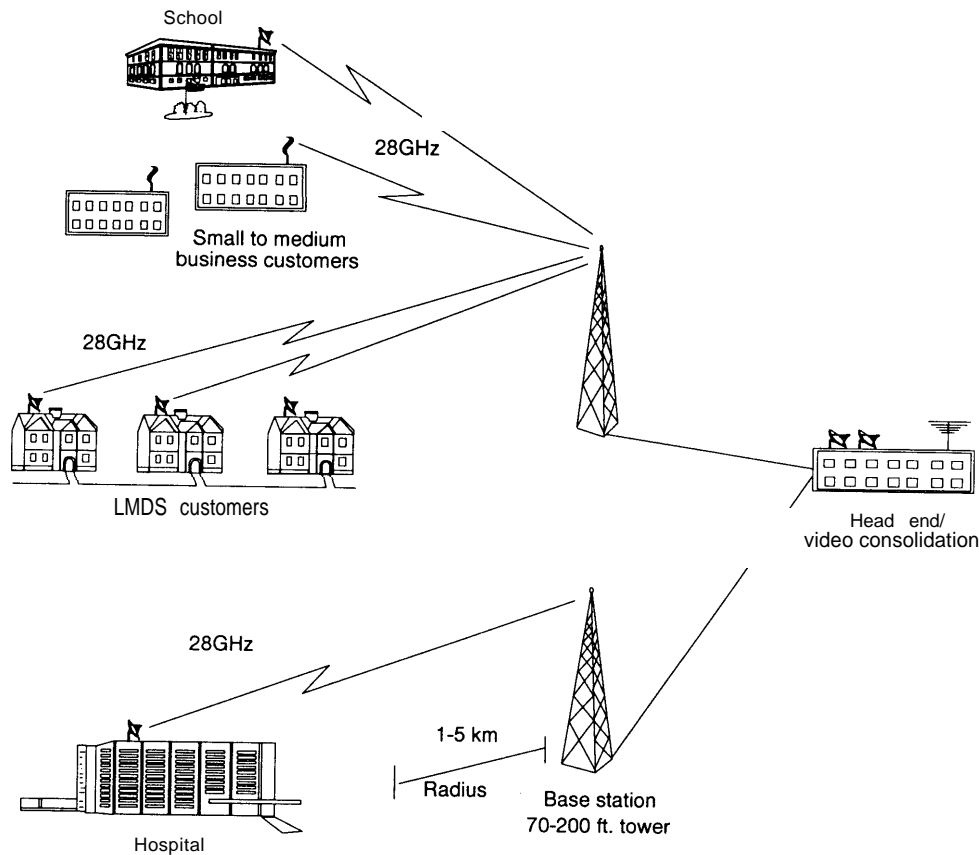 School
28GHz
Small to medium
business customers
28GHz
LMDS customers
Head end/
video consolidation
28GHz
1-5 km
Radius
Base station
70-200 ft. tower
Hospital